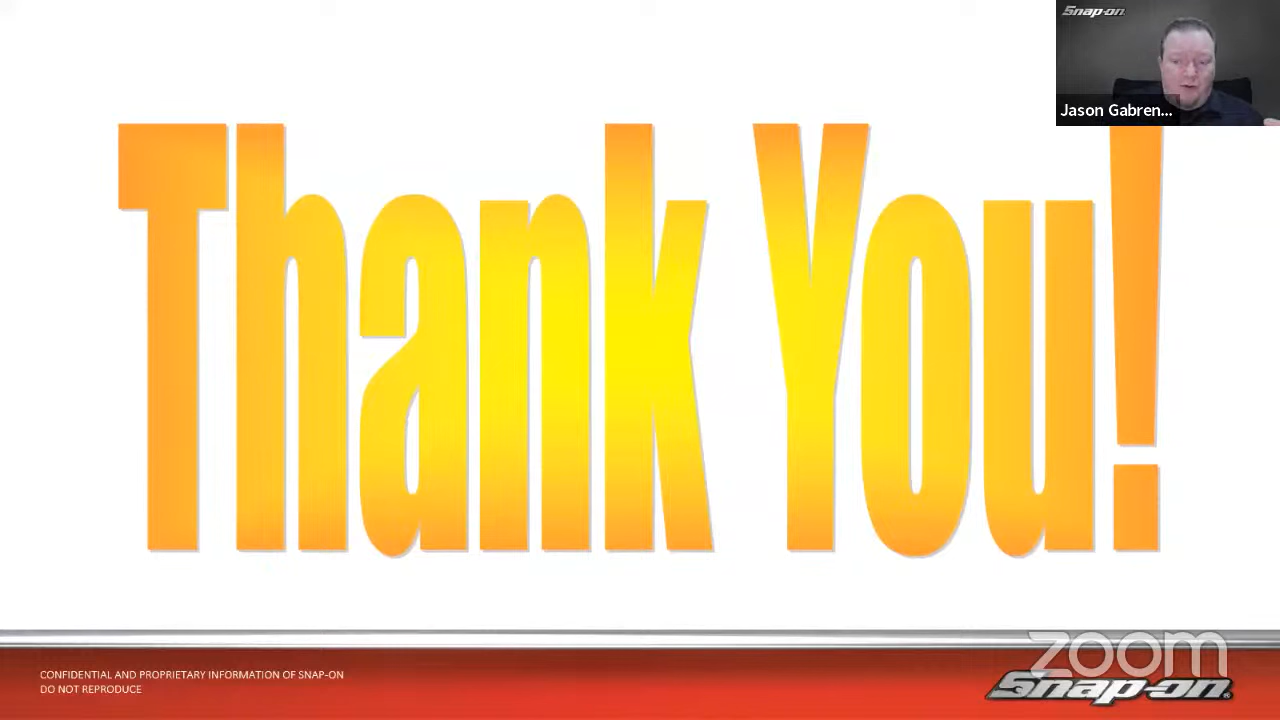 Snap-on
Jason Gabren...
Thank You!
CONFIDENTIAL AND PROPRIETARY INFORMATION OF SNAP-ON
DO NOT REPRODUCE
zoom
Snap-on®